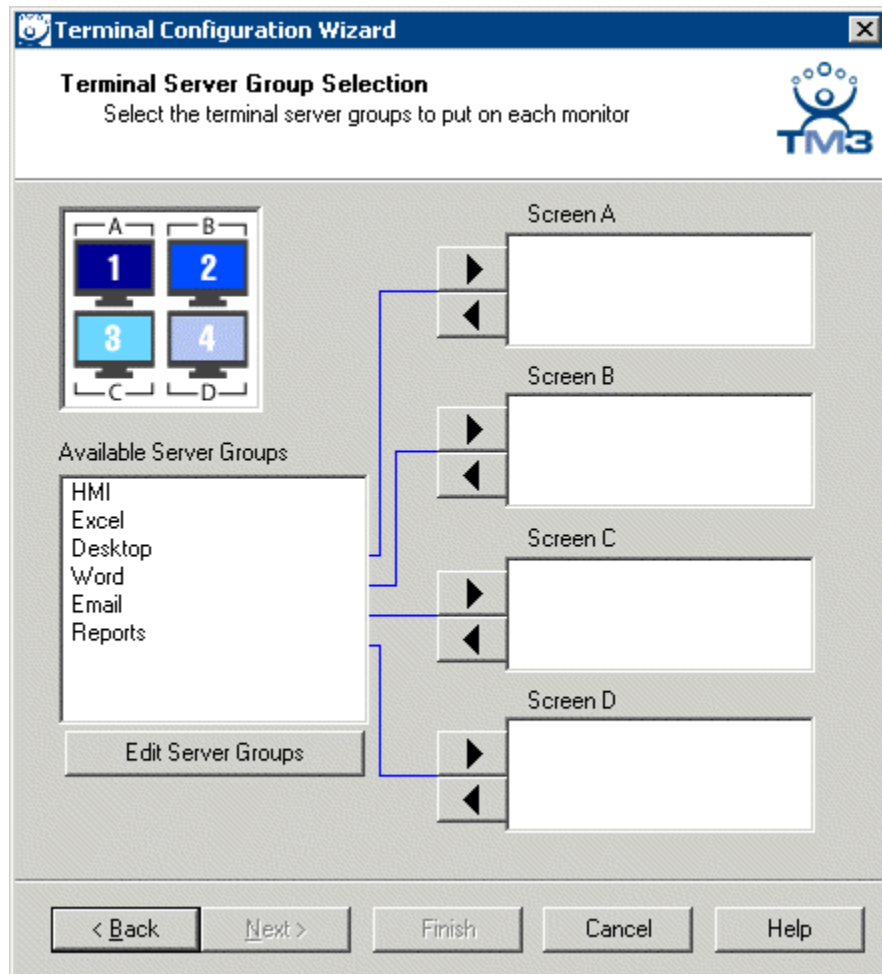 Terminal Configuration Wizard
Terminal Server Group Selection
Select the terminal server groups to put on each monitor
TM3
A B
1 2
3 4
C D
Available Server Groups
HMI
Excel
Desktop
Word
Email
Reports
Edit Server Groups
Screen A
Screen B
Screen C
Screen D
< Back Next > Finish Cancel Help